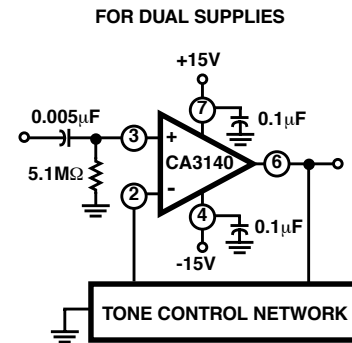 FOR DUAL SUPPLIES
+15V
7
0.005μF
0.1μF
3
+
CA3140
6
5.1MΩ
2
-
4
0.1μF
-15V
TONE CONTROL NETWORK